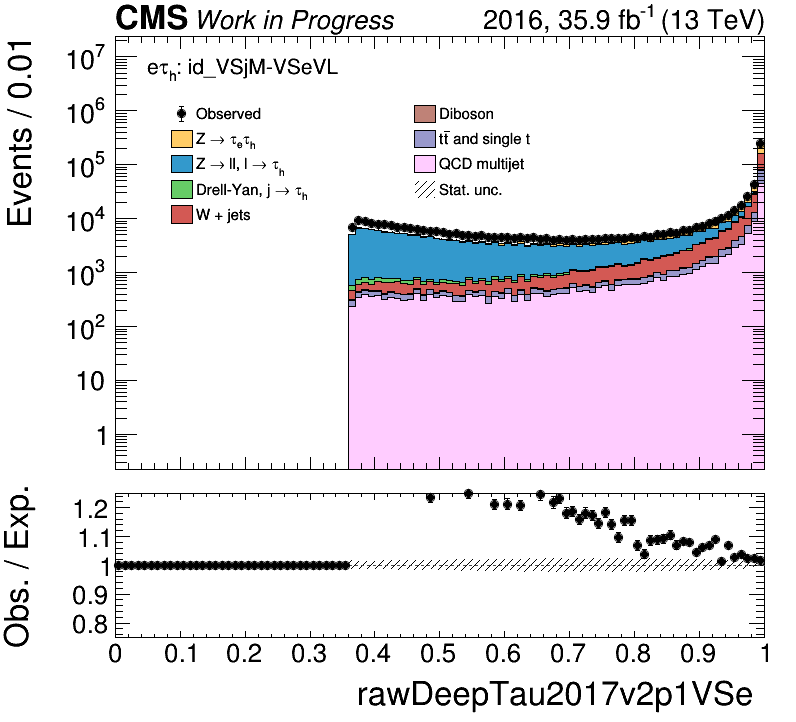 CMS Work in Progress 2016, 35.9 fb⁻¹ (13 TeV)
Events / 0.01
10⁷
10⁶
10⁵
10⁴
10³
10²
10
1
eτₕ: id_VSjM-VSeVL
Observed
Z → τₑτₕ
Z → ll, l → τₕ
Drell-Yan, j → τₕ
W + jets
Diboson
tt̅ and single t
QCD multijet
Stat. unc.
Obs. / Exp.
1.2
1.1
1
0.9
0.8
0 0.1 0.2 0.3 0.4 0.5 0.6 0.7 0.8 0.9 1
rawDeepTau2017v2p1VSe